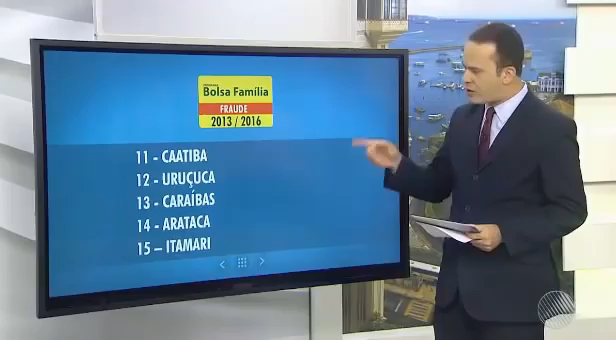 Bolsa Família
FRAUDE
2013 / 2016
11 - CAATIBA
12 - URUÇUCA
13 - CARAÍBAS
14 - ARATACA
15 – ITAMARI